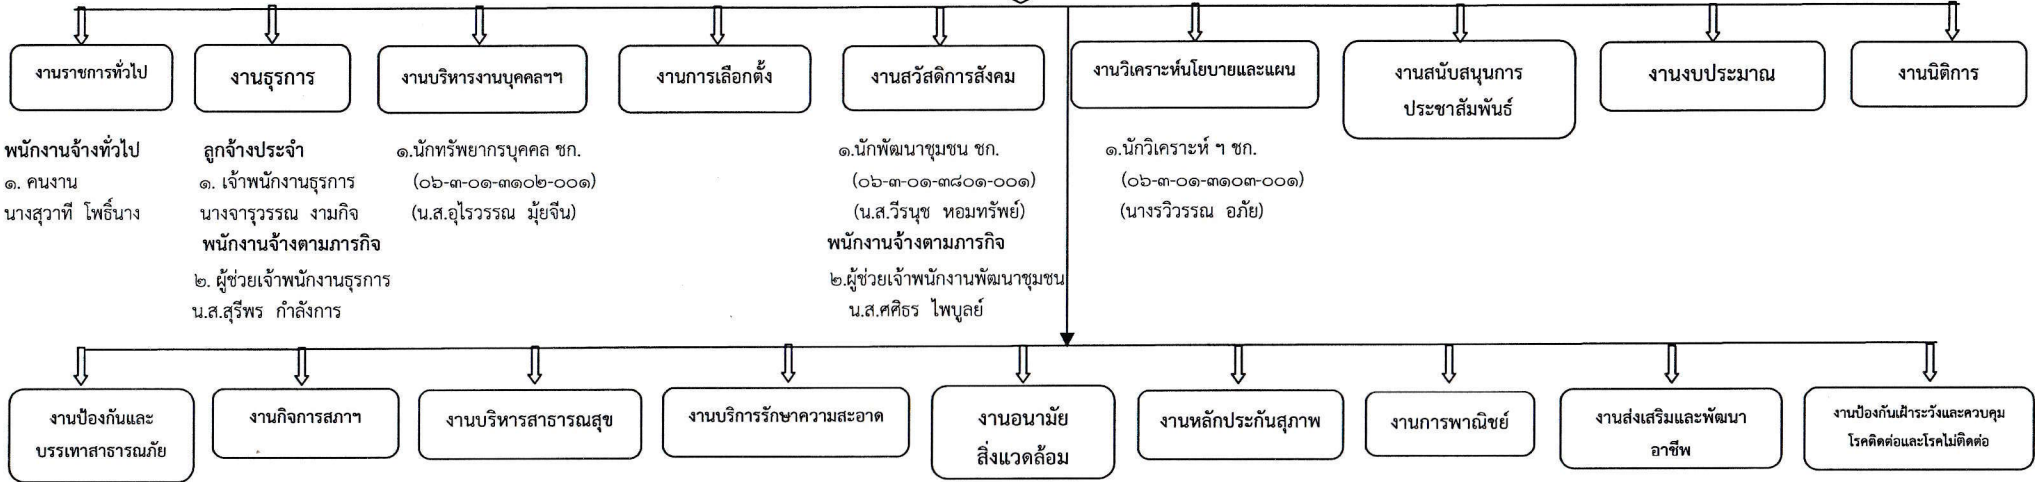 งานราชการทั่วไป
งานธุรการ
งานบริหารงานบุคคลฯฯ
งานการเลือกตั้ง
งานสวัสดิการสังคม
งานวิเคราะห์นโยบายและแผน
งานสนับสนุนการ
ประชาสัมพันธ์
งานงบประมาณ
งานนิติการ
พนักงานจ้างทั่วไป
๑. คนงาน
นางสุวาที โพธิ์นาง
ลูกจ้างประจำ
๑. เจ้าพนักงานธุรการ
นางจารุวรรณ งามกิจ
พนักงานจ้างตามภารกิจ
๒. ผู้ช่วยเจ้าพนักงานธุรการ
น.ส.สุรีพร กำลังการ
๑.นักทรัพยากรบุคคล ชก.
(๐๖-๓-๐๑-๓๑๐๒-๐๐๑)
(น.ส.อุไรวรรณ มุ้ยจีน)
๑.นักพัฒนาชุมชน ชก.
(๐๖-๓-๐๑-๓๘๐๑-๐๐๑)
(น.ส.วีรนุช หอมทรัพย์)
พนักงานจ้างตามภารกิจ
๒.ผู้ช่วยเจ้าพนักงานพัฒนาชุมชน
น.ส.ศศิธร ไพบูลย์
๑.นักวิเคราะห์ ฯ ชก.
(๐๖-๓-๐๑-๓๑๐๓-๐๐๑)
(นางรวิวรรณ อภัย)
งานป้องกันและ
บรรเทาสาธารณภัย
งานกิจการสภาฯ
งานบริหารสาธารณสุข
งานบริการรักษาความสะอาด
งานอนามัย
สิ่งแวดล้อม
งานหลักประกันสุภาพ
งานการพาณิชย์
งานส่งเสริมและพัฒนา
อาชีพ
งานป้องกันเฝ้าระวังและควบคุม
โรคติดต่อและโรคไม่ติดต่อ